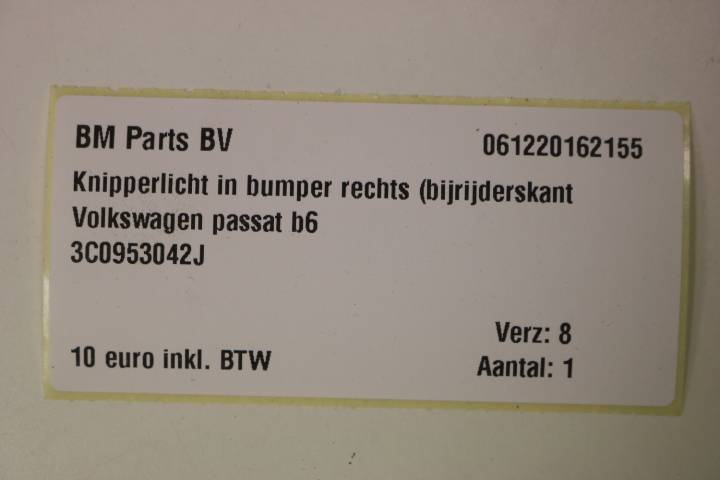 BM Parts BV 061220162155
Knipperlicht in bumper rechts (bijrijderskant
Volkswagen passat b6
3C0953042J
Verz: 8
10 euro inkl. BTW Aantal: 1